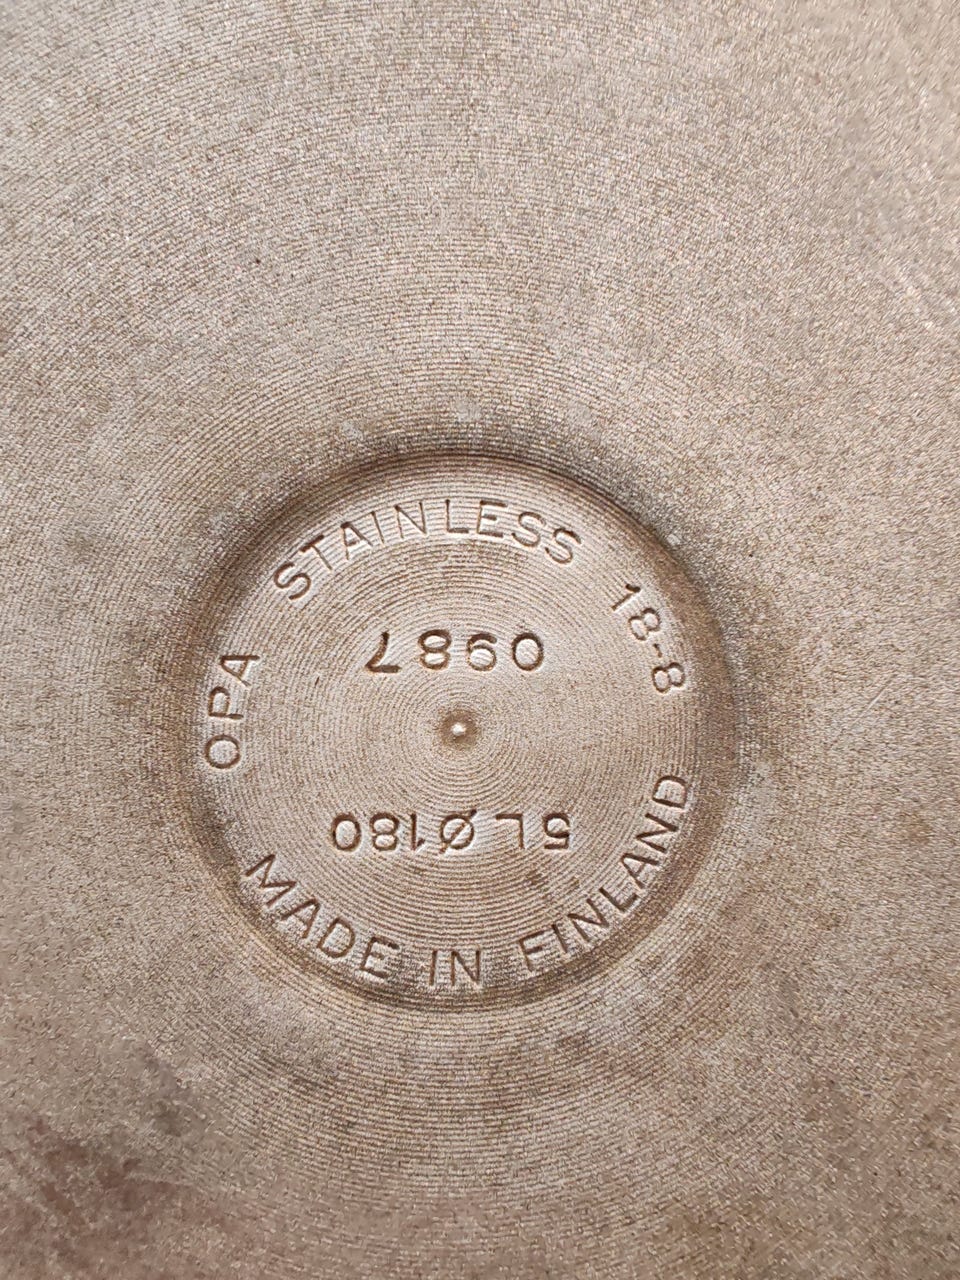 OPA STAINLESS 18-8
0987
5L Ø180
MADE IN FINLAND